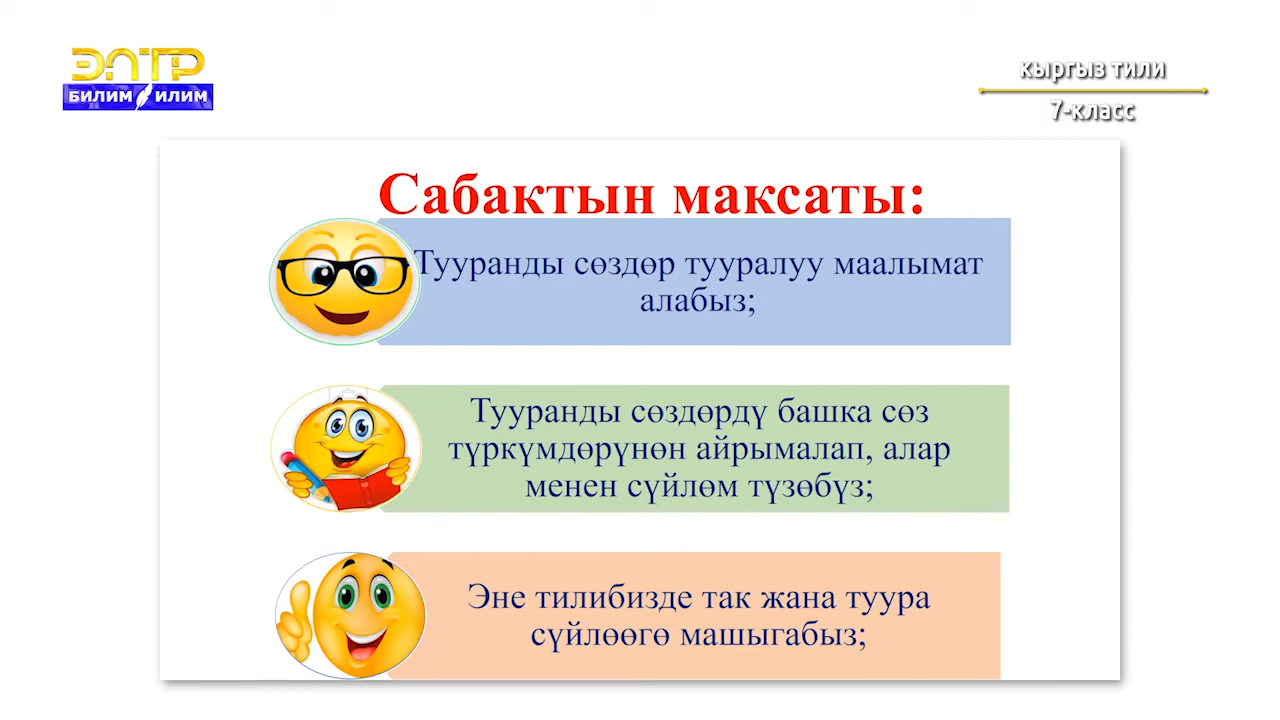 ЭЛТР
БИЛИМ ИЛИМ
кыргыз тили
7-класс
Сабактын максаты:
Тууранды сөздөр тууралуу маалымат
алабыз;
Тууранды сөздөрдү башка сөз
түркүмдөрүнөн айрымалап, алар
менен сүйлөм түзөбүз;
Эне тилибизде так жана туура
сүйлөөгө машыгабыз;